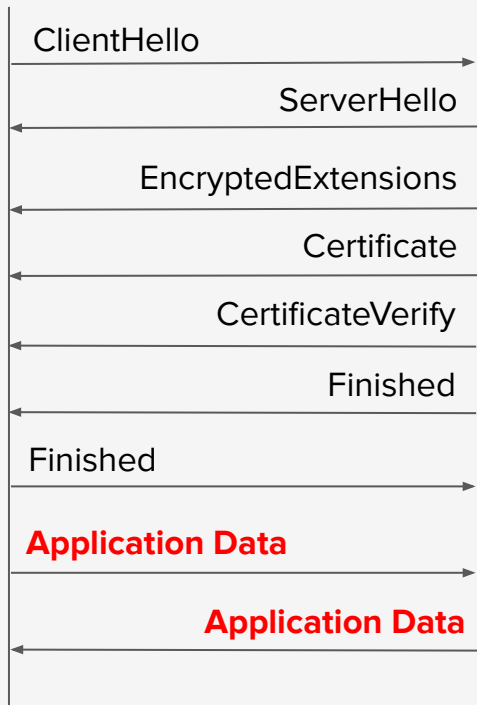 ClientHello
ServerHello
EncryptedExtensions
Certificate
CertificateVerify
Finished
Finished
Application Data
Application Data